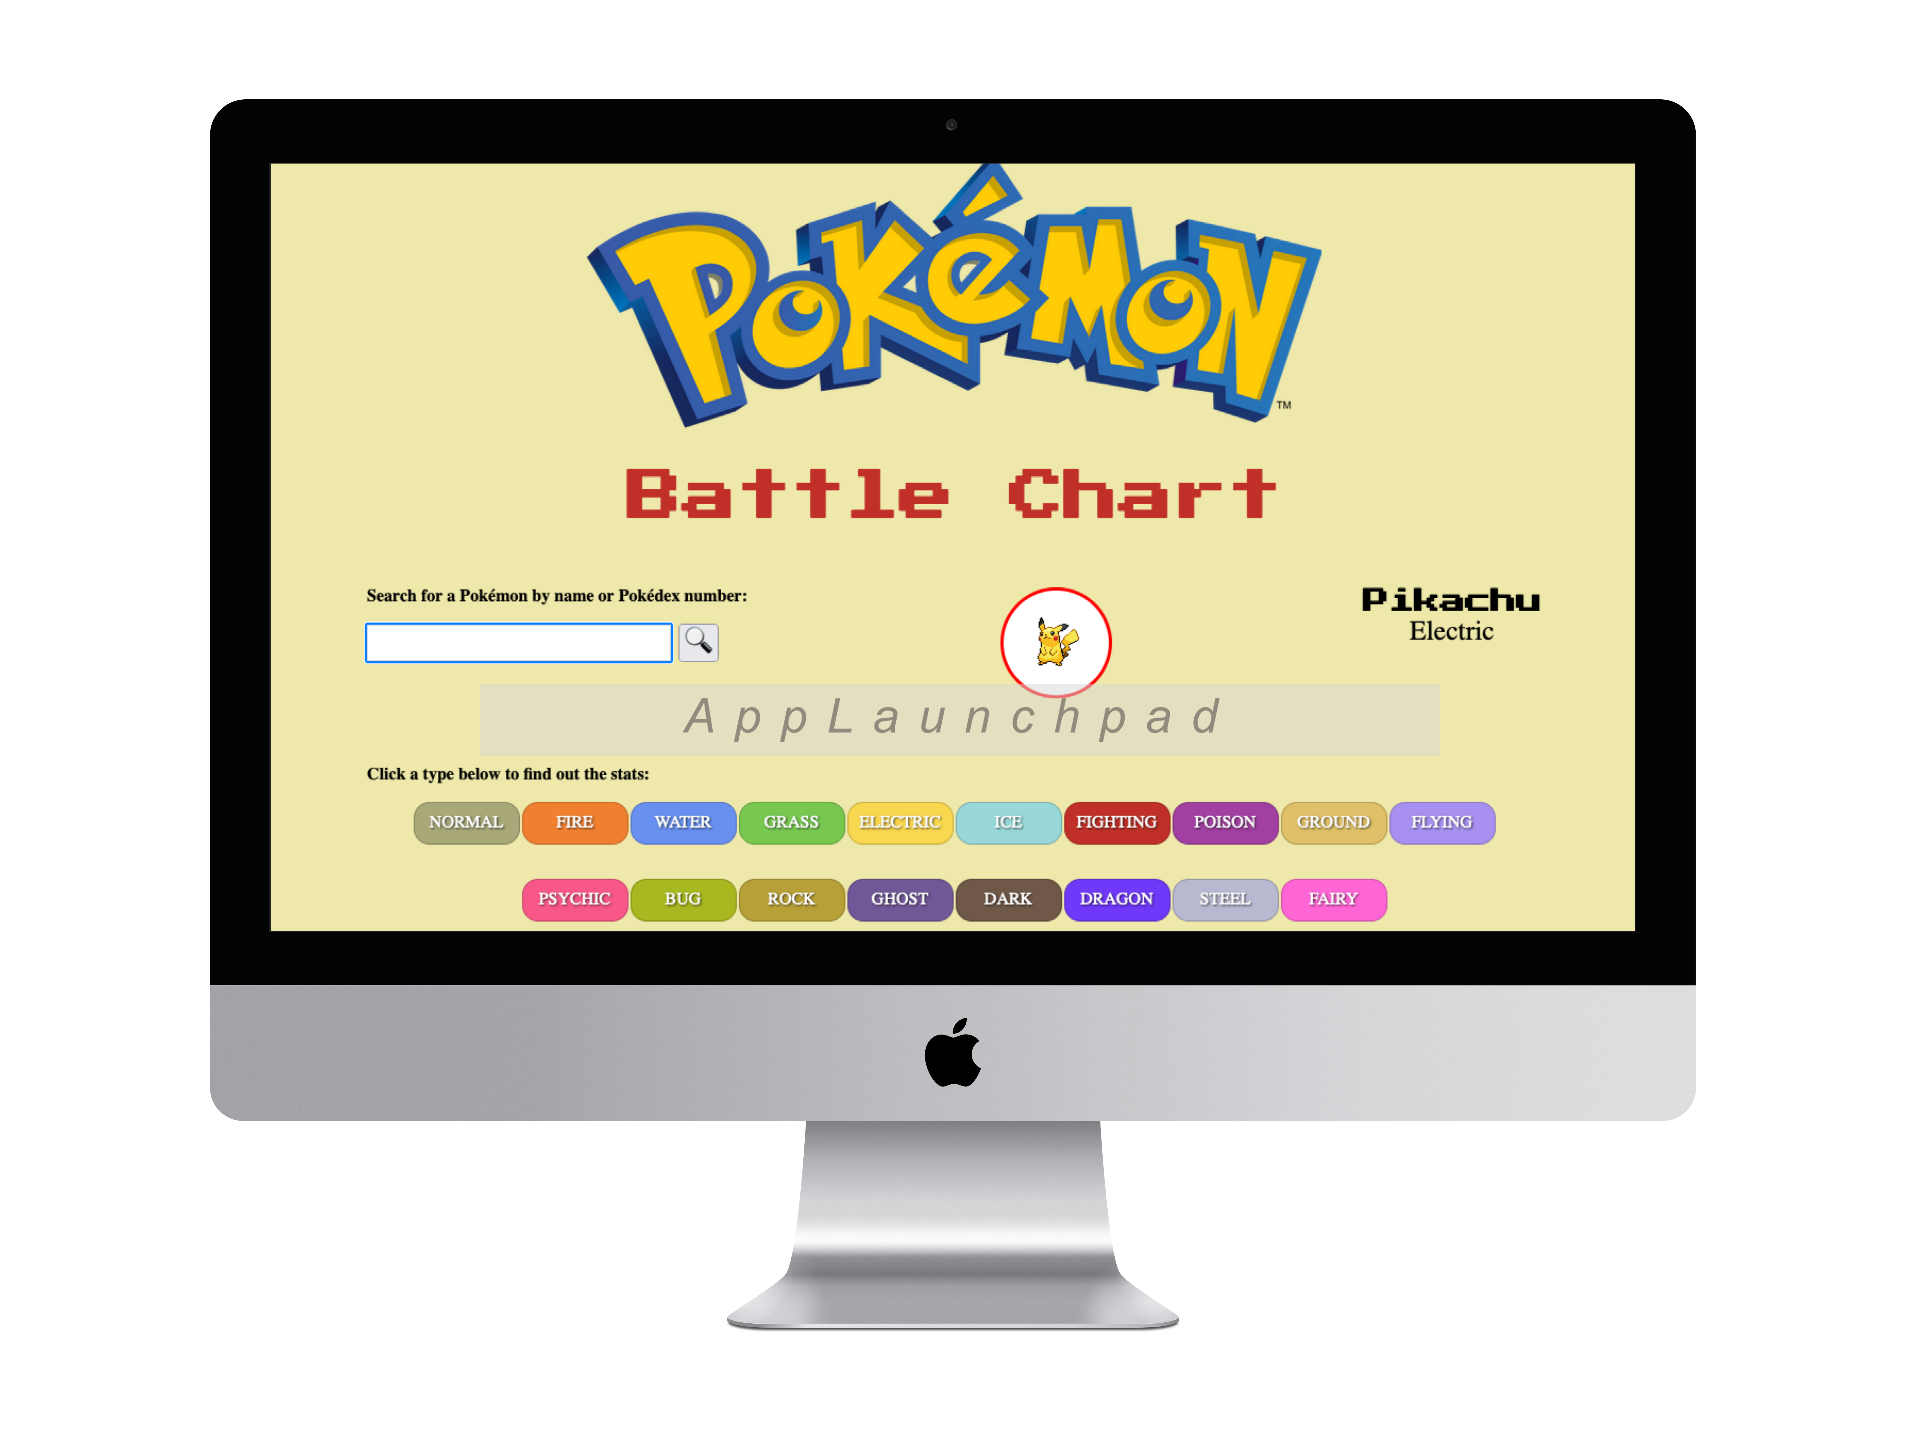 POKéMON
TM
Battle Chart
Search for a Pokémon by name or Pokédex number:
Pikachu
Electric
AppLaunchpad
Click a type below to find out the stats:
NORMAL FIRE WATER GRASS ELECTRIC ICE FIGHTING POISON GROUND FLYING
PSYCHIC BUG ROCK GHOST DARK DRAGON STEEL FAIRY